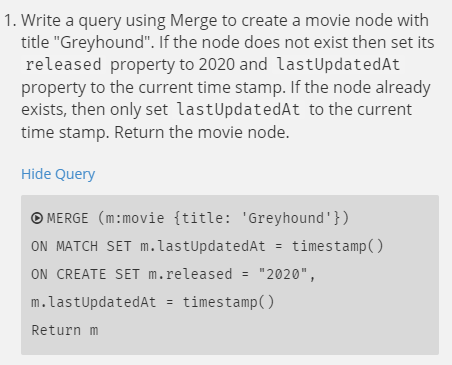 1. Write a query using Merge to create a movie node with
title "Greyhound". If the node does not exist then set its
released property to 2020 and lastUpdatedAt
property to the current time stamp. If the node already
exists, then only set lastUpdatedAt to the current
time stamp. Return the movie node.
Hide Query
MERGE (m:movie {title: 'Greyhound'})
ON MATCH SET m.lastUpdatedAt = timestamp()
ON CREATE SET m.released = "2020",
m.lastUpdatedAt = timestamp()
Return m